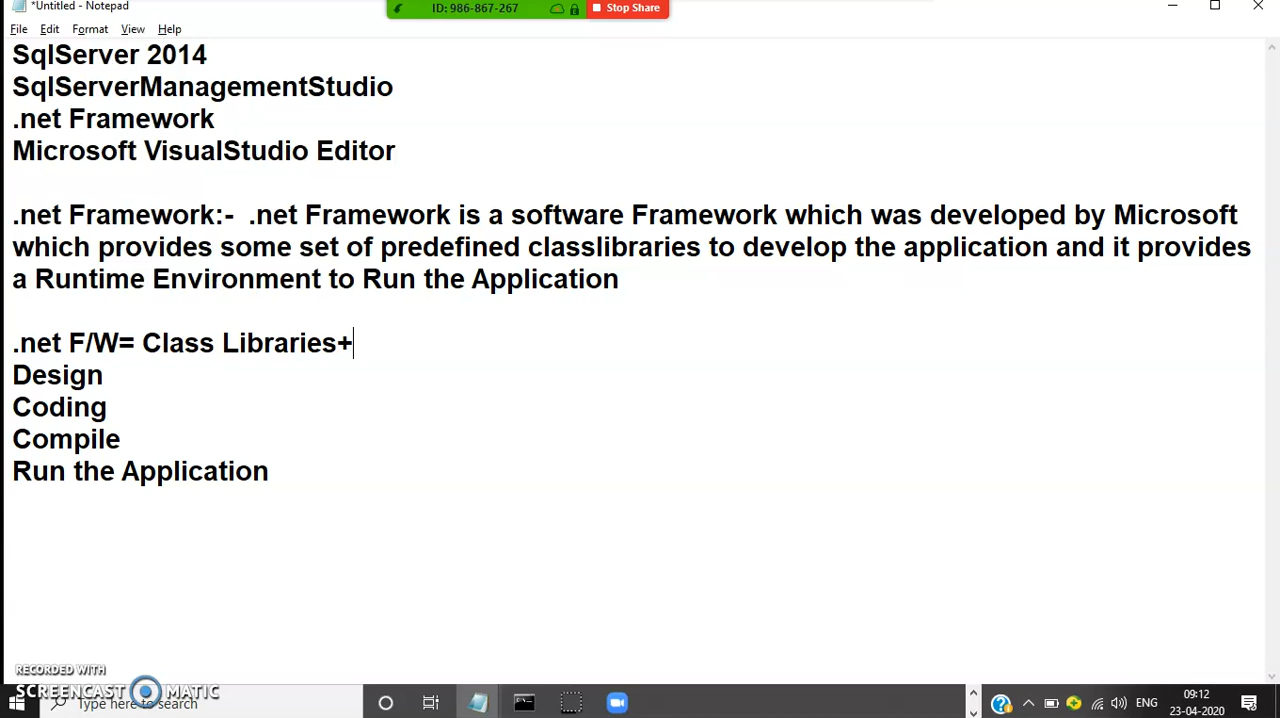 *Untitled - Notepad
ID: 986-867-267
Stop Share
File Edit Format View Help
SqlServer 2014
SqlServerManagementStudio
.net Framework
Microsoft VisualStudio Editor
.net Framework:-  .net Framework is a software Framework which was developed by Microsoft
which provides some set of predefined classlibraries to develop the application and it provides
a Runtime Environment to Run the Application
.net F/W= Class Libraries+
Design
Coding
Compile
Run the Application
RECORDED WITH
SCREENCAST MATIC
Type here to search
ENG
09:12
23-04-2020